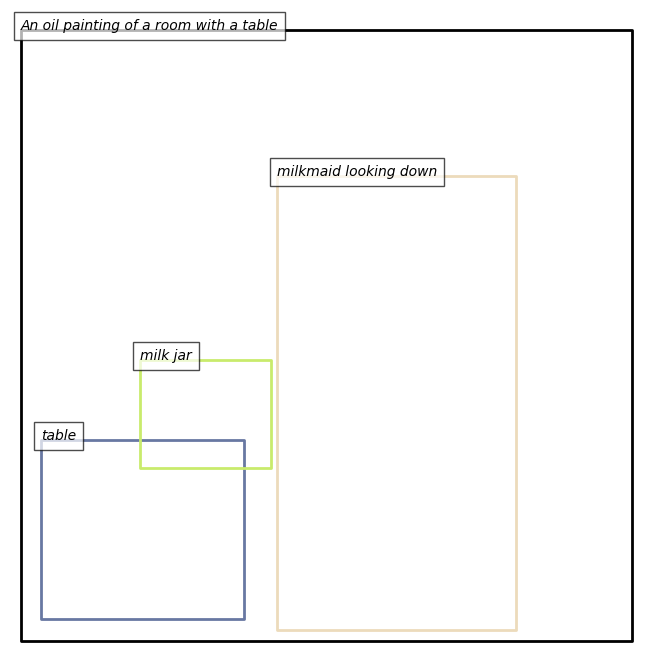 An oil painting of a room with a table
milkmaid looking down
milk jar
table